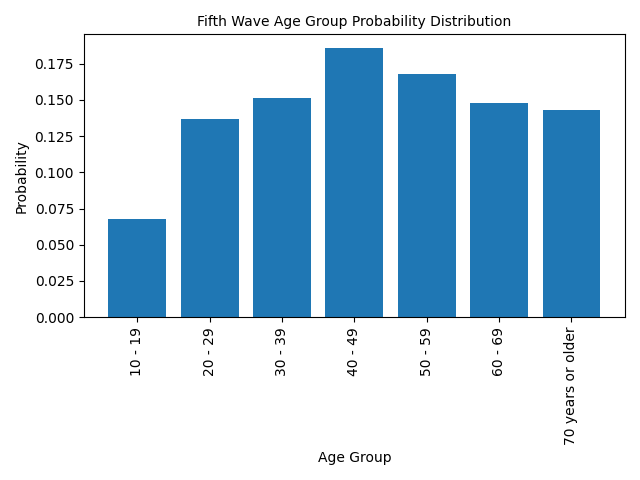 Fifth Wave Age Group Probability Distribution
Probability
0.175
0.150
0.125
0.100
0.075
0.050
0.025
0.000
10 - 19
20 - 29
30 - 39
40 - 49
50 - 59
60 - 69
70 years or older
Age Group